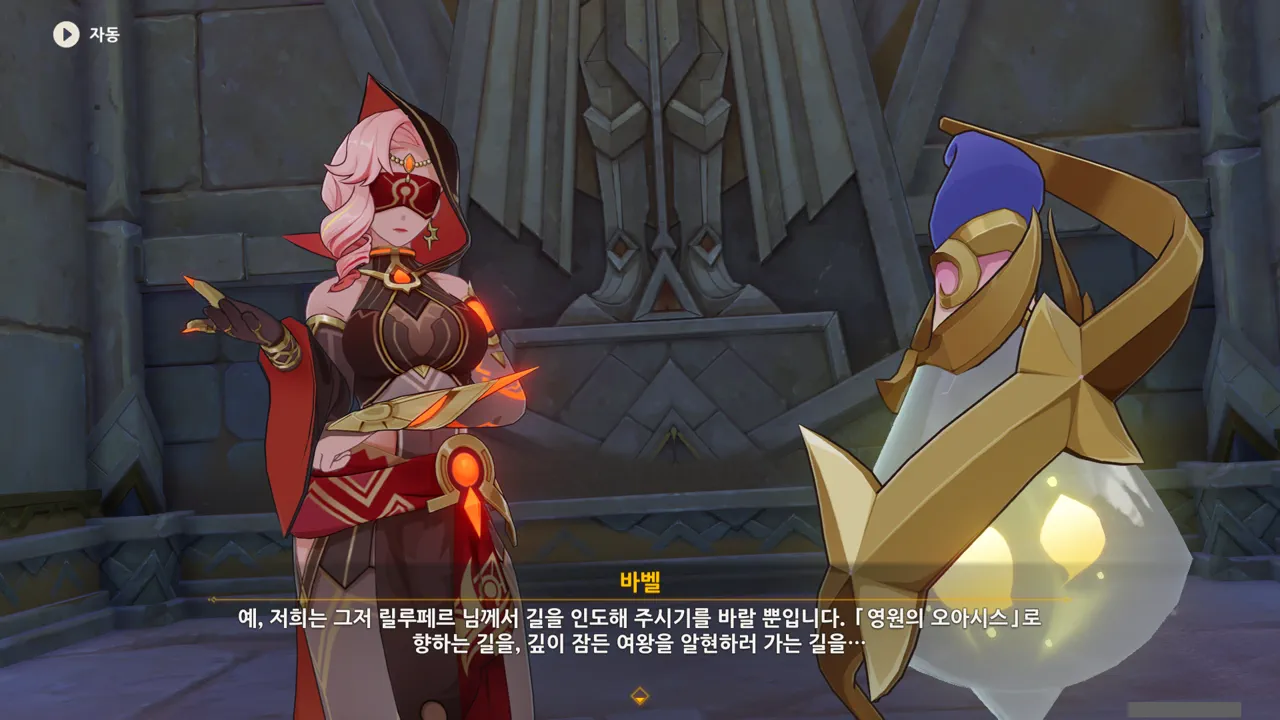 자동
바벨
예, 저희는 그저 릴루페르 님께서 길을 인도해 주시기를 바랄 뿐입니다. 「영원의 오아시스」로
향하는 길을, 깊이 잠든 여왕을 알현하러 가는 길을…